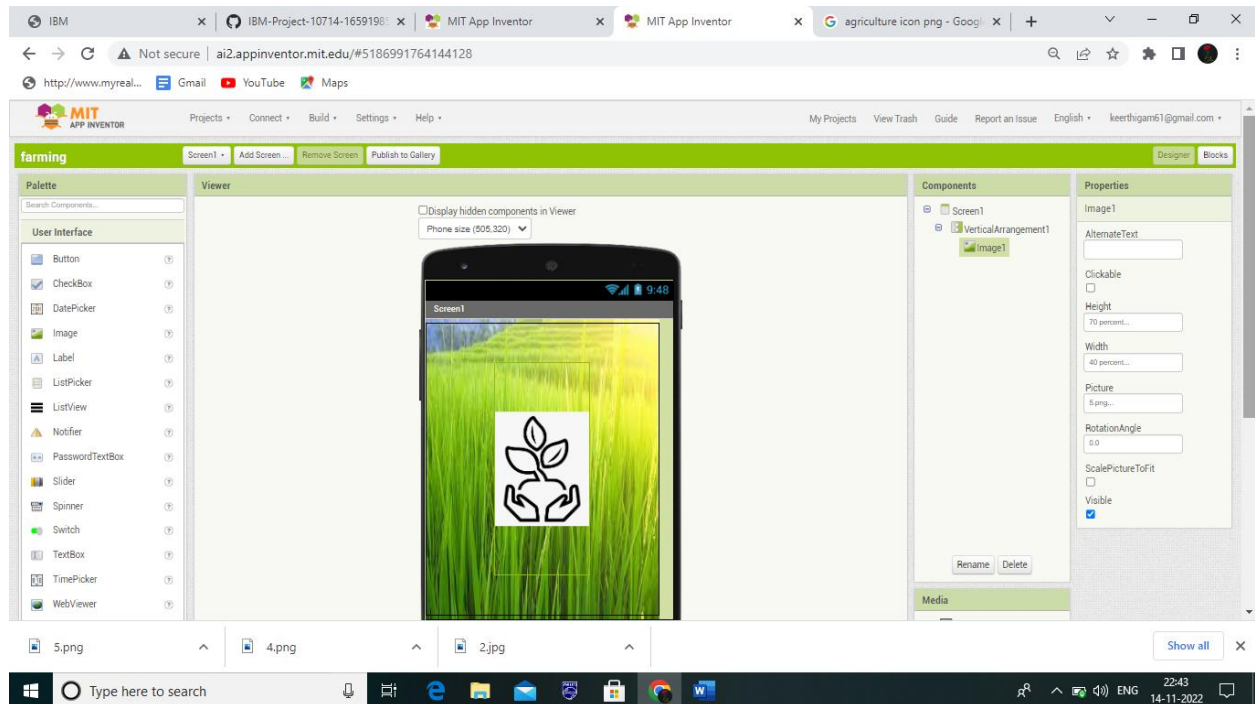 IBM
IBM-Project-10714-1659198
MIT App Inventor
MIT App Inventor
agriculture icon png - Googl
Not secure
ai2.appinventor.mit.edu/#5186991764144128
http://www.myreal...
Gmail
YouTube
Maps
MIT
APP INVENTOR
Projects
Connect
Build
Settings
Help
My Projects
View Trash
Guide
Report an Issue
English
keerthigam61@gmail.com
farming
Screen1
Add Screen ...
Remove Screen
Publish to Gallery
Designer
Blocks
Palette
Search Components...
User Interface
Button
CheckBox
DatePicker
Image
Label
ListPicker
ListView
Notifier
PasswordTextBox
Slider
Spinner
Switch
TextBox
TimePicker
WebViewer
Viewer
Display hidden components in Viewer
Phone size (505,320)
9:48
Screen1
Components
Screen1
VerticalArrangement1
Image1
Rename
Delete
Media
Properties
Image1
AlternateText
Clickable
Height
70 percent...
Width
40 percent...
Picture
5.png...
RotationAngle
0.0
ScalePictureToFit
Visible
5.png
4.png
2.jpg
Show all
Type here to search
ENG
22:43
14-11-2022